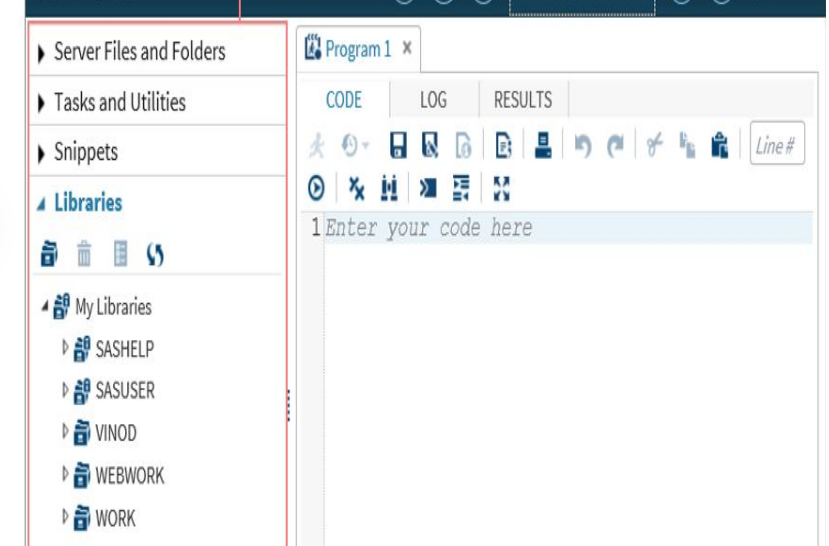 Server Files and Folders
Tasks and Utilities
Snippets
Libraries
My Libraries
SASHELP
SASUSER
VINOD
WEBWORK
WORK
Program 1
CODE LOG RESULTS
Line #
1 Enter your code here